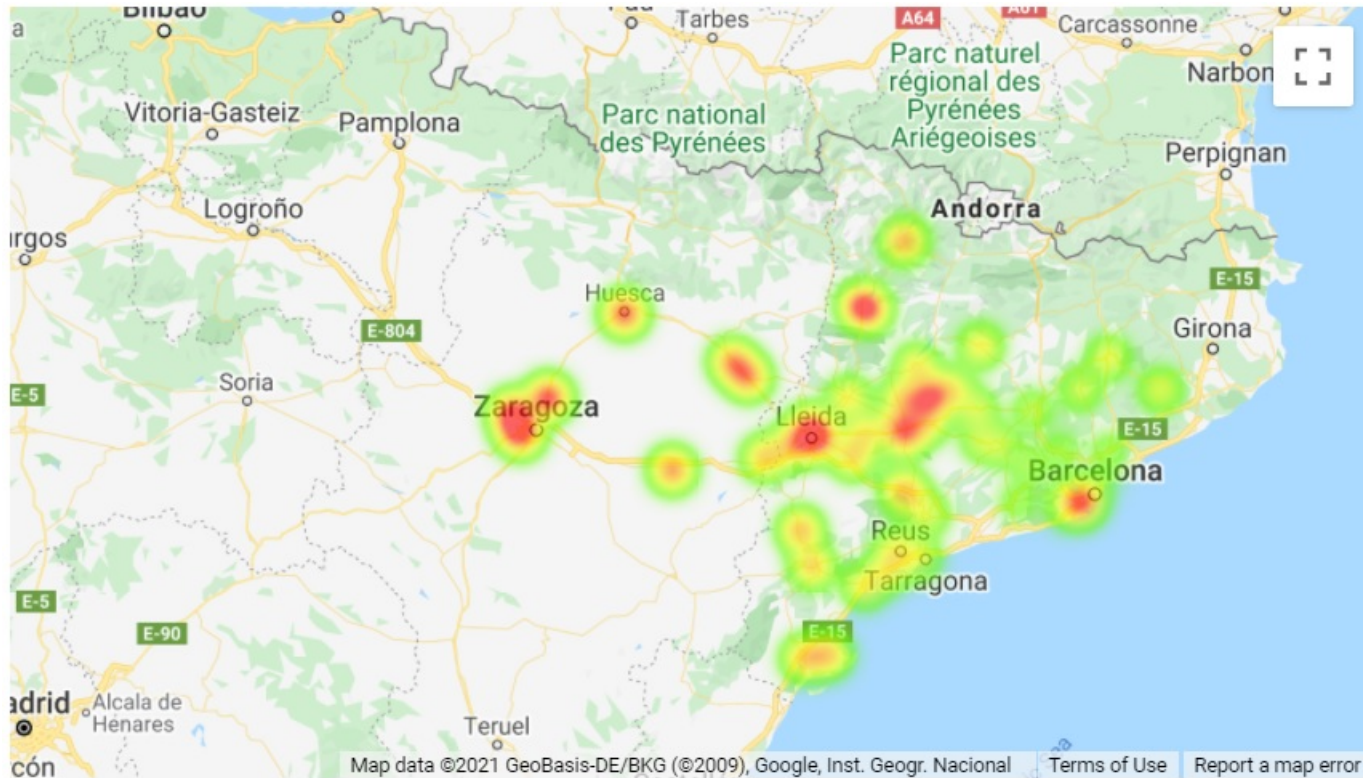 Bilbao
Tarbes
A64
A61
Carcassonne
a
Parc naturel
régional des
Pyrénées
Ariégeoises
Narbon
Vitoria-Gasteiz
Pamplona
Parc national
des Pyrénées
Perpignan
Logroño
Andorra
urgos
E-15
Huesca
E-804
Girona
Soria
E-5
Zaragoza
Lleida
E-15
Barcelona
Reus
Tarragona
E-5
E-90
E-15
adrid
Alcala de
Henares
Teruel
cón
Map data ©2021 GeoBasis-DE/BKG (©2009), Google, Inst. Geogr. Nacional
Terms of Use
Report a map error